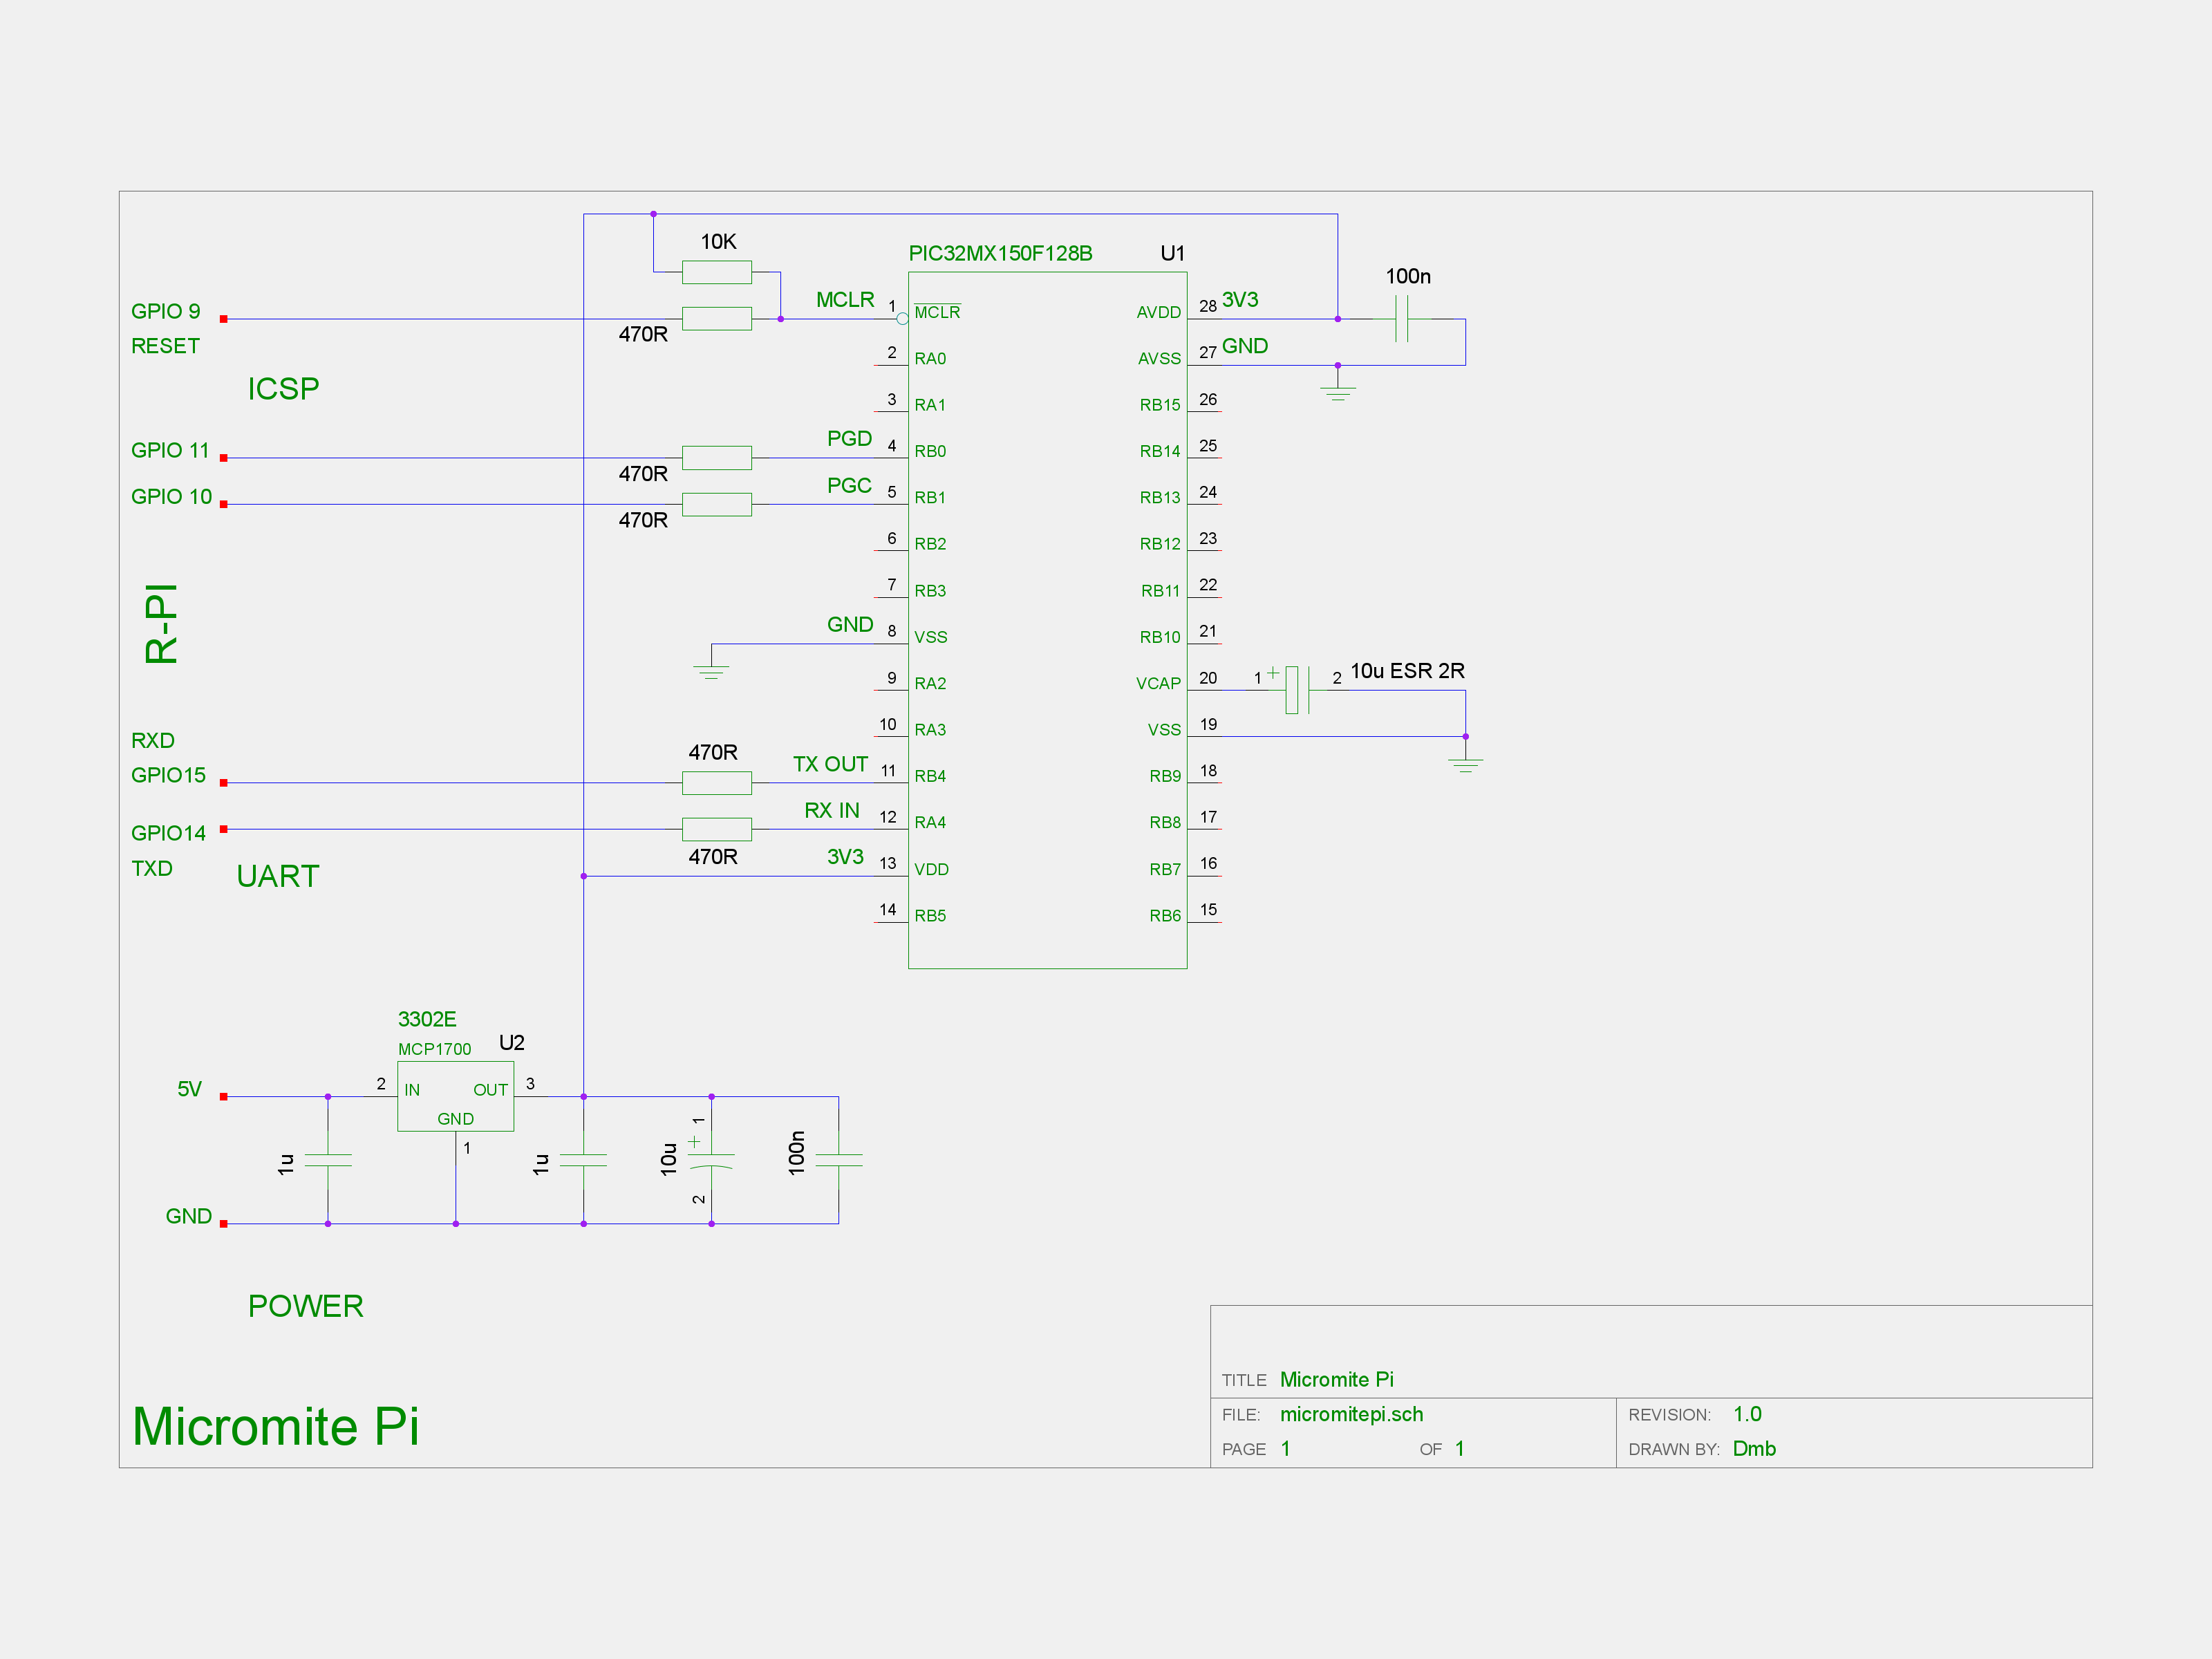 10K
PIC32MX150F128B U1
100n
GPIO 9
RESET
470R
MCLR
ICSP
GPIO 11
470R
PGD
GPIO 10
470R
PGC
R-PI
GND
RXD
GPIO15
470R
TX OUT
GPIO14
TXD
470R
RX IN
UART
3V3
1 MCLR
2 RA0
3 RA1
4 RB0
5 RB1
6 RB2
7 RB3
8 VSS
9 RA2
10 RA3
11 RB4
12 RA4
13 VDD
14 RB5
AVDD 28 3V3
AVSS 27 GND
RB15 26
RB14 25
RB13 24
RB12 23
RB11 22
RB10 21
VCAP 20 1 + 2 10u ESR 2R
VSS 19
RB9 18
RB8 17
RB7 16
RB6 15
3302E
MCP1700 U2
5V 2 IN OUT 3
GND
1
1u
1u
10u + 1 2
100n
GND
POWER
Micromite Pi
TITLE Micromite Pi
FILE: micromitepi.sch
REVISION: 1.0
PAGE 1 OF 1
DRAWN BY: Dmb